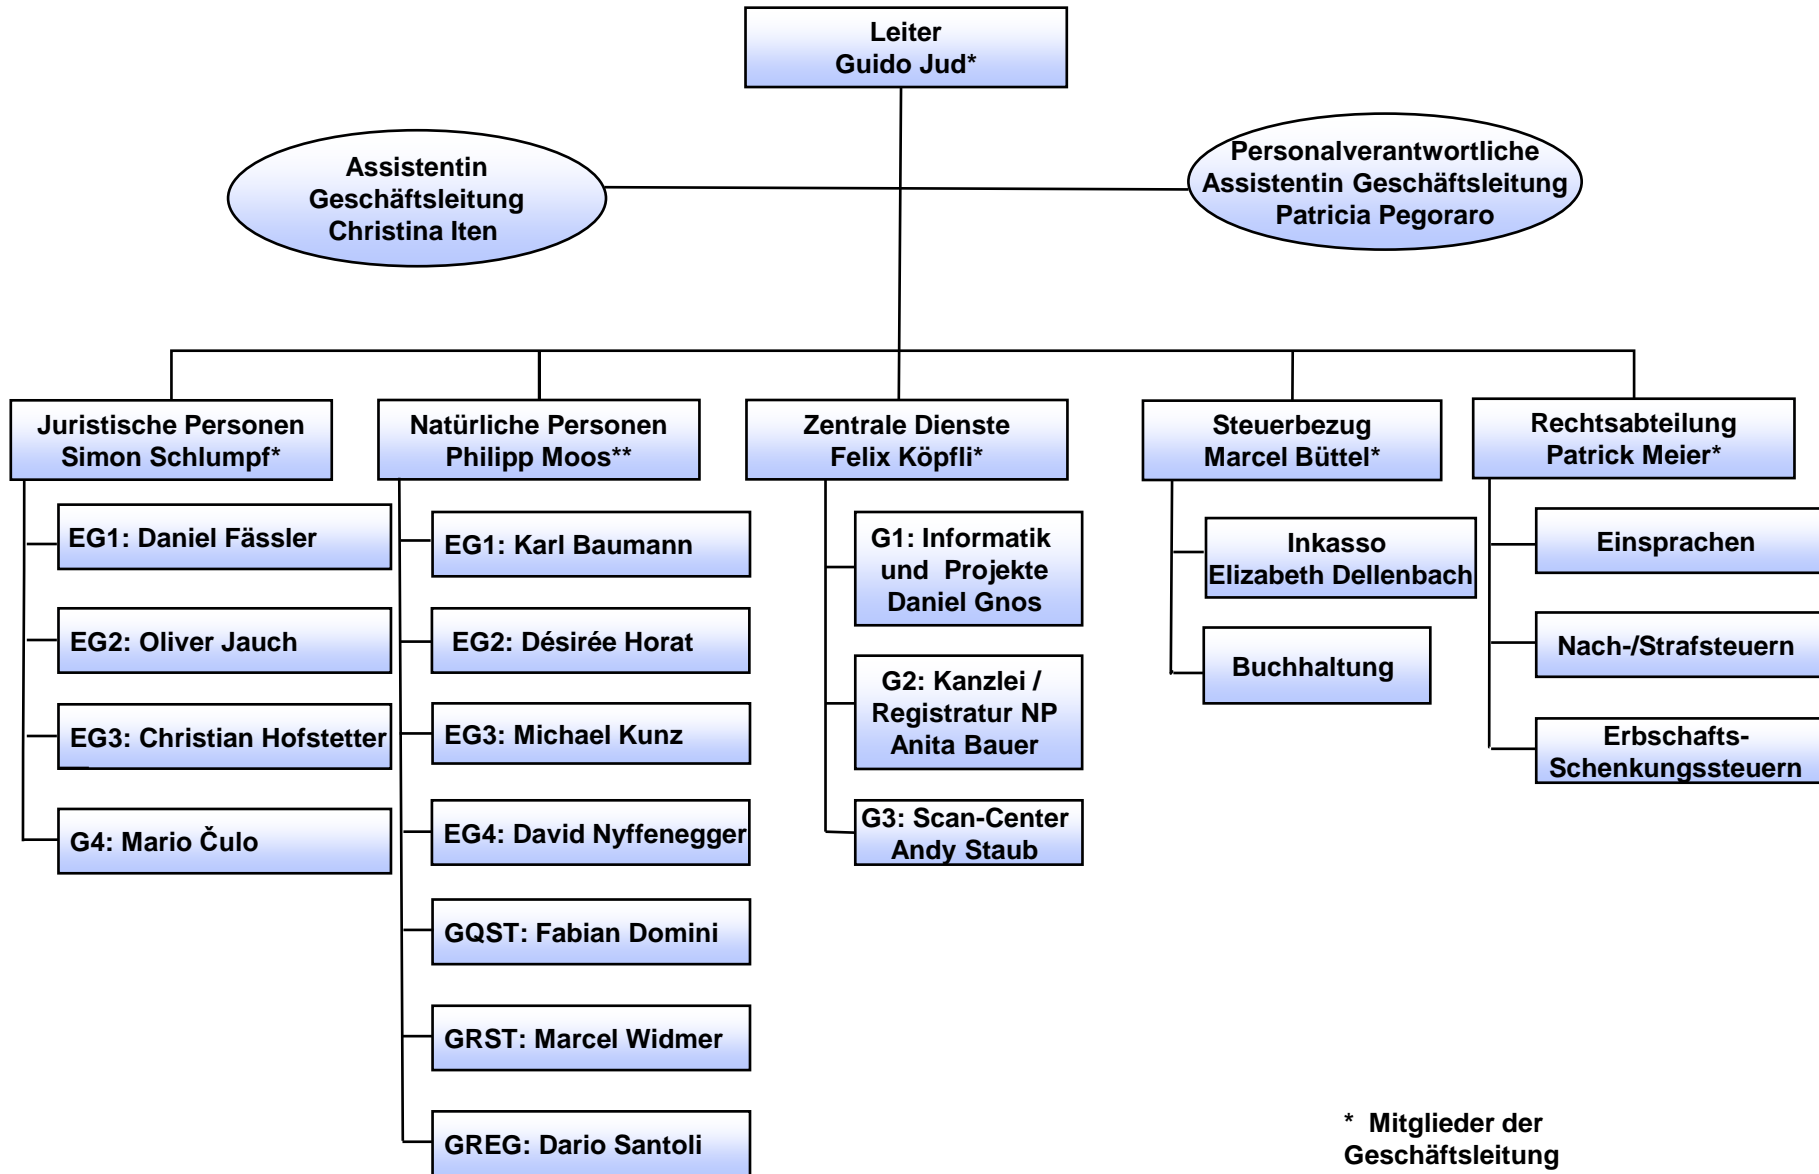 Leiter
Guido Jud*
Assistentin
Geschäftsleitung
Christina Iten
Personalverantwortliche
Assistentin Geschäftsleitung
Patricia Pegoraro
Juristische Personen
Simon Schlumpf*
EG1: Daniel Fässler
EG2: Oliver Jauch
EG3: Christian Hofstetter
G4: Mario Čulo
Natürliche Personen
Philipp Moos**
EG1: Karl Baumann
EG2: Désirée Horat
EG3: Michael Kunz
EG4: David Nyffenegger
GQST: Fabian Domini
GRST: Marcel Widmer
GREG: Dario Santoli
Zentrale Dienste
Felix Köpfli*
G1: Informatik
und Projekte
Daniel Gnos
G2: Kanzlei /
Registratur NP
Anita Bauer
G3: Scan-Center
Andy Staub
Steuerbezug
Marcel Büttel*
Inkasso
Elizabeth Dellenbach
Buchhaltung
Rechtsabteilung
Patrick Meier*
Einsprachen
Nach-/Strafsteuern
Erbschafts-
Schenkungssteuern
* Mitglieder der
Geschäftsleitung